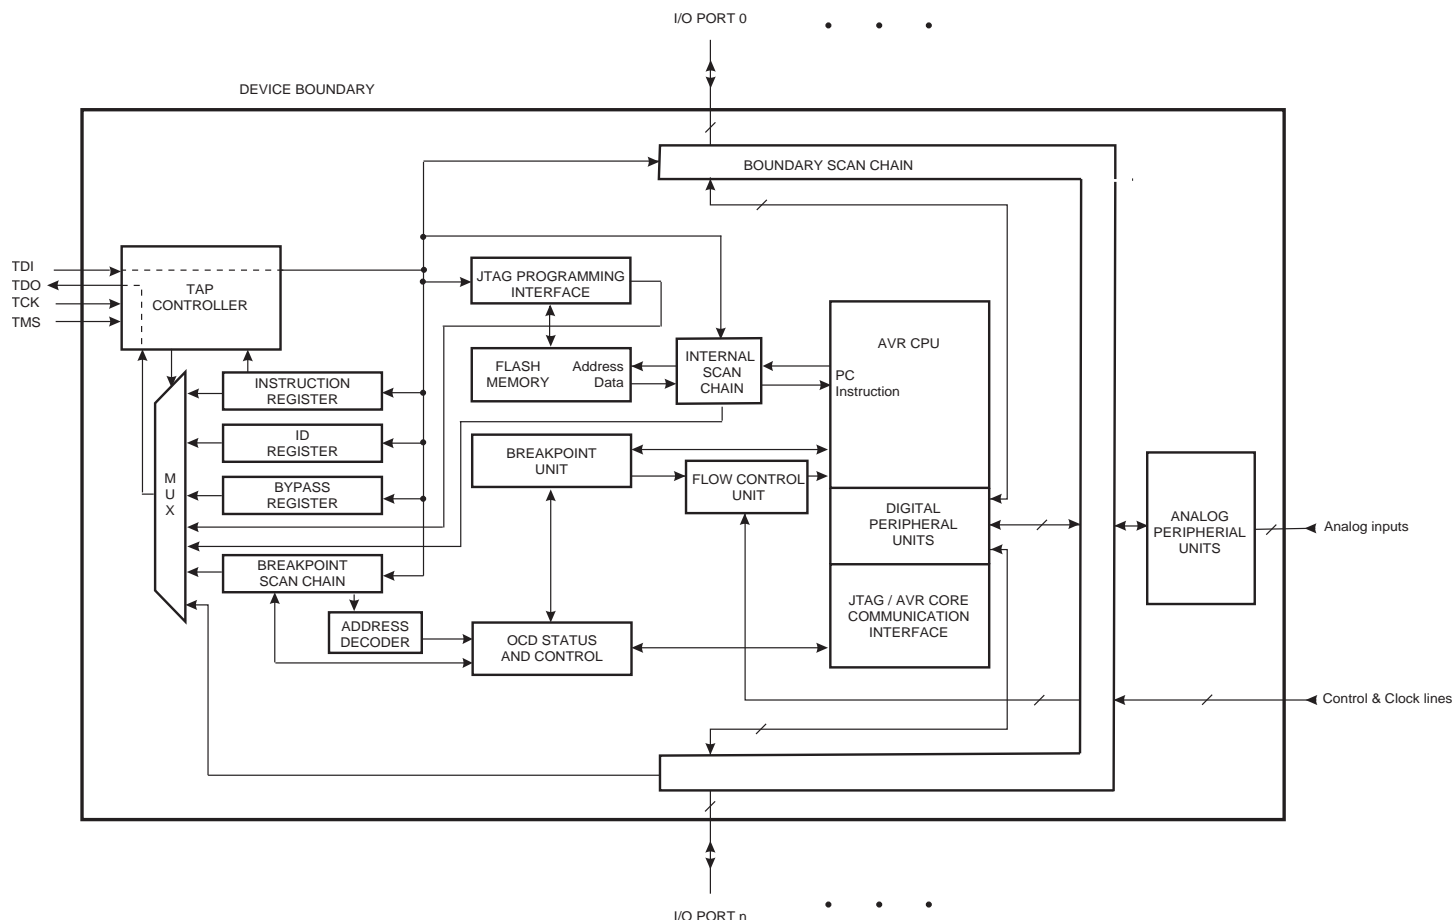 I/O PORT 0
DEVICE BOUNDARY
BOUNDARY SCAN CHAIN
TDI
TDO
TCK
TMS
TAP
CONTROLLER
JTAG PROGRAMMING
INTERFACE
AVR CPU
FLASH
MEMORY
Address
Data
INTERNAL
SCAN
CHAIN
PC
Instruction
INSTRUCTION
REGISTER
ID
REGISTER
BREAKPOINT
UNIT
FLOW CONTROL
UNIT
M
U
X
BYPASS
REGISTER
DIGITAL
PERIPHERAL
UNITS
ANALOG
PERIPHERIAL
UNITS
Analog inputs
BREAKPOINT
SCAN CHAIN
ADDRESS
DECODER
OCD STATUS
AND CONTROL
JTAG / AVR CORE
COMMUNICATION
INTERFACE
Control & Clock lines
I/O PORT n